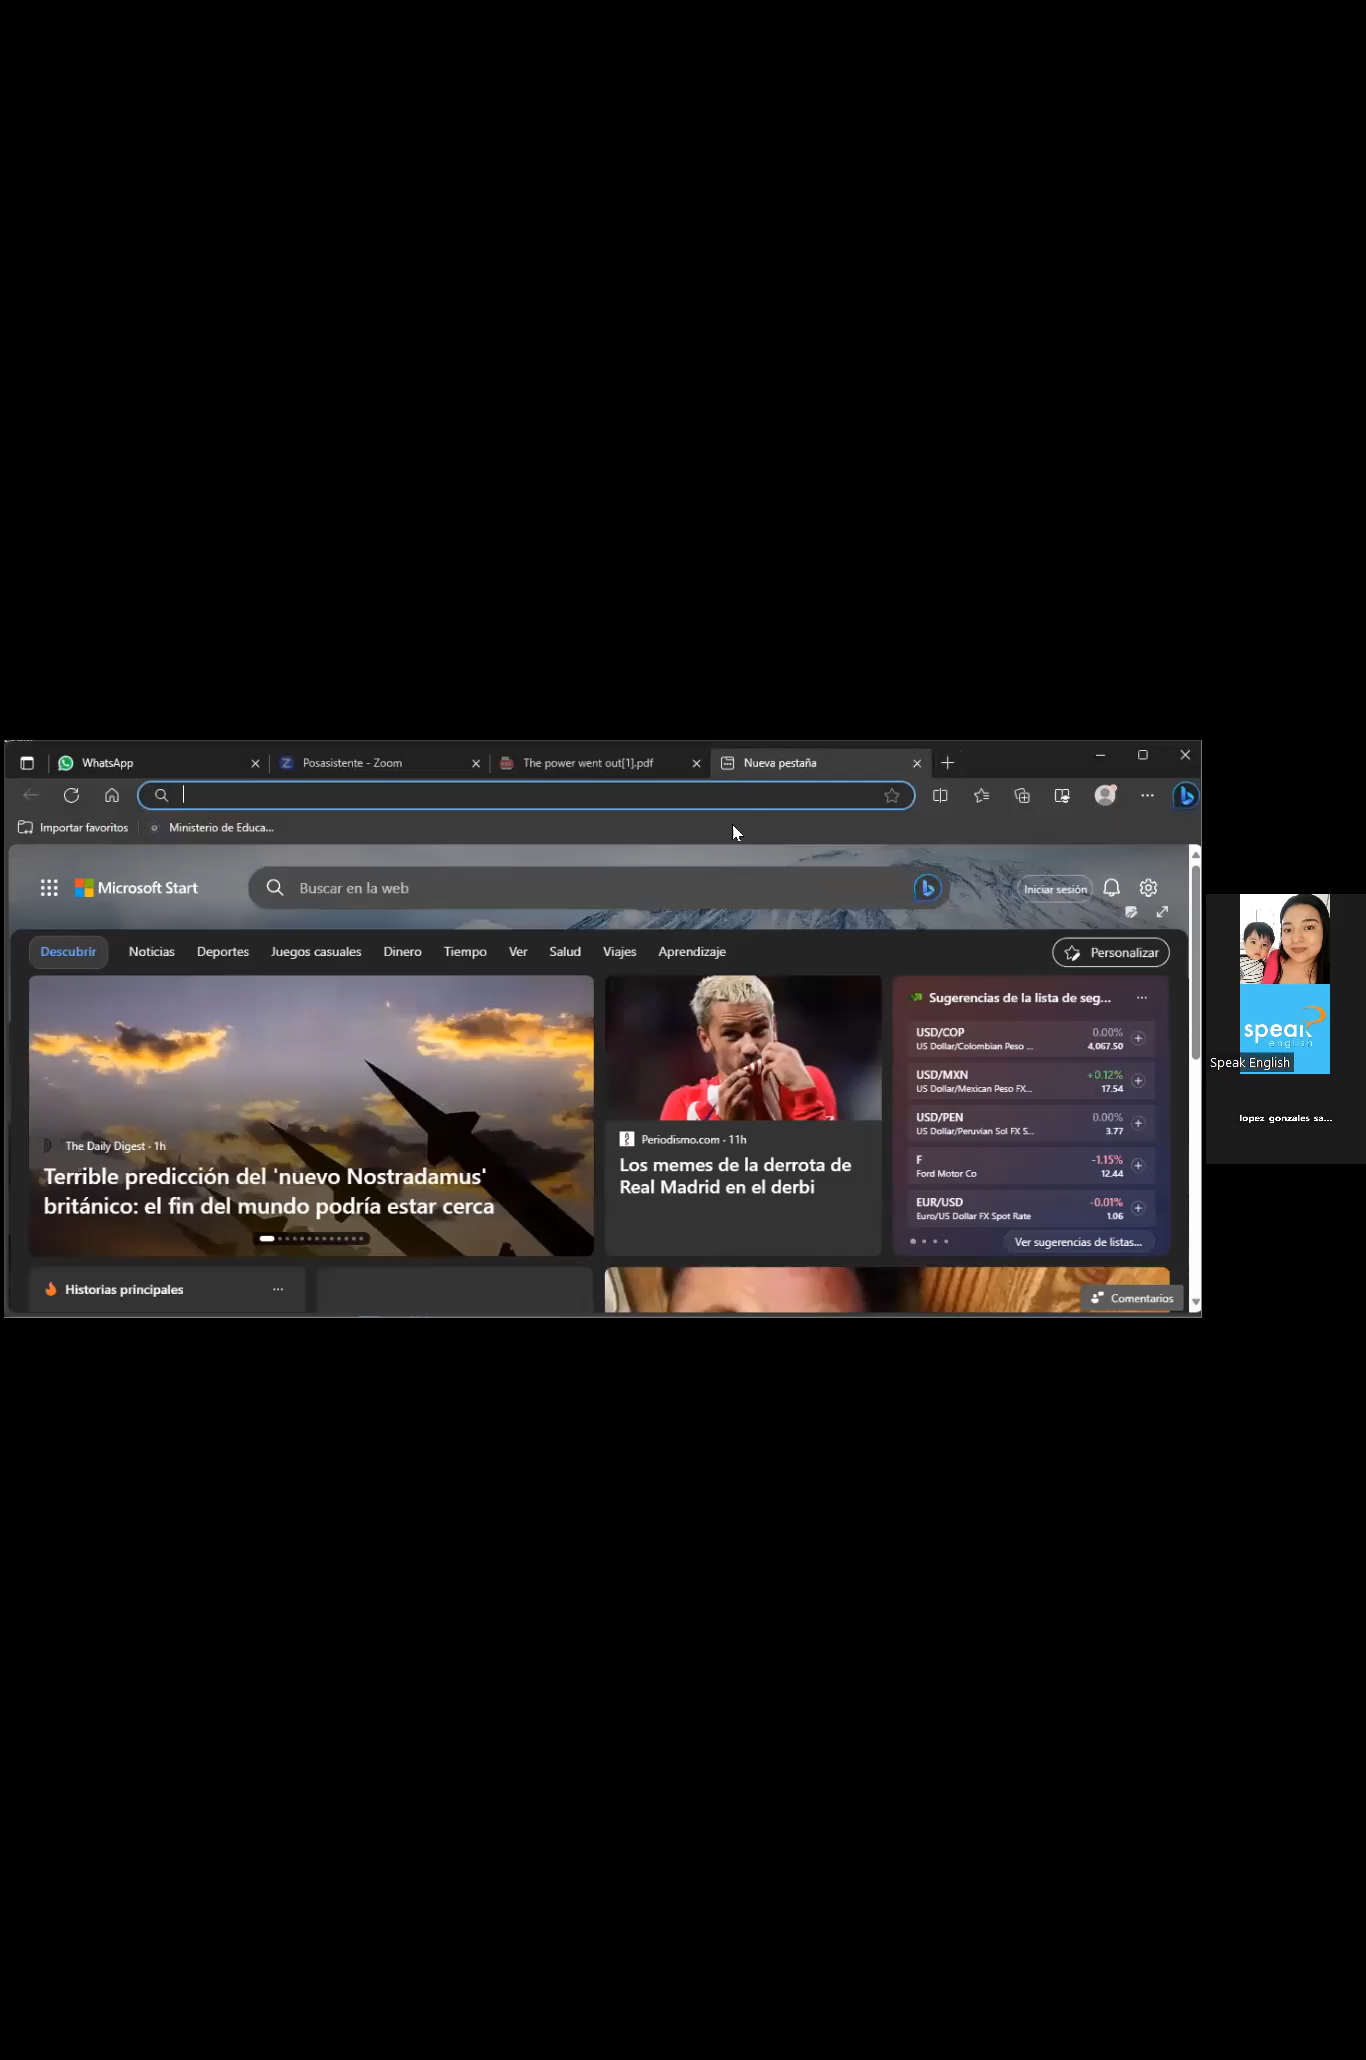 WhatsApp
Posasistente - Zoom
The power went out[1].pdf
Nueva pestaña
Importar favoritos
Ministerio de Educa...
Microsoft Start
Buscar en la web
Iniciar sesión
Descubrir
Noticias
Deportes
Juegos casuales
Dinero
Tiempo
Ver
Salud
Viajes
Aprendizaje
Personalizar
The Daily Digest · 1h
Terrible predicción del 'nuevo Nostradamus'
británico: el fin del mundo podría estar cerca
Periodismo.com · 11h
Los memes de la derrota de
Real Madrid en el derbi
Sugerencias de la lista de seg...
USD/COP 0.00%
US Dollar/Colombian Peso ... 4,067.50
USD/MXN +0.12%
US Dollar/Mexican Peso FX... 17.54
USD/PEN 0.00%
US Dollar/Peruvian Sol FX S... 3.77
F -1.15%
Ford Motor Co 12.44
EUR/USD -0.01%
Euro/US Dollar FX Spot Rate 1.06
Ver sugerencias de listas...
Historias principales
Comentarios
speak
english
Speak English
lopez gonzales sa...